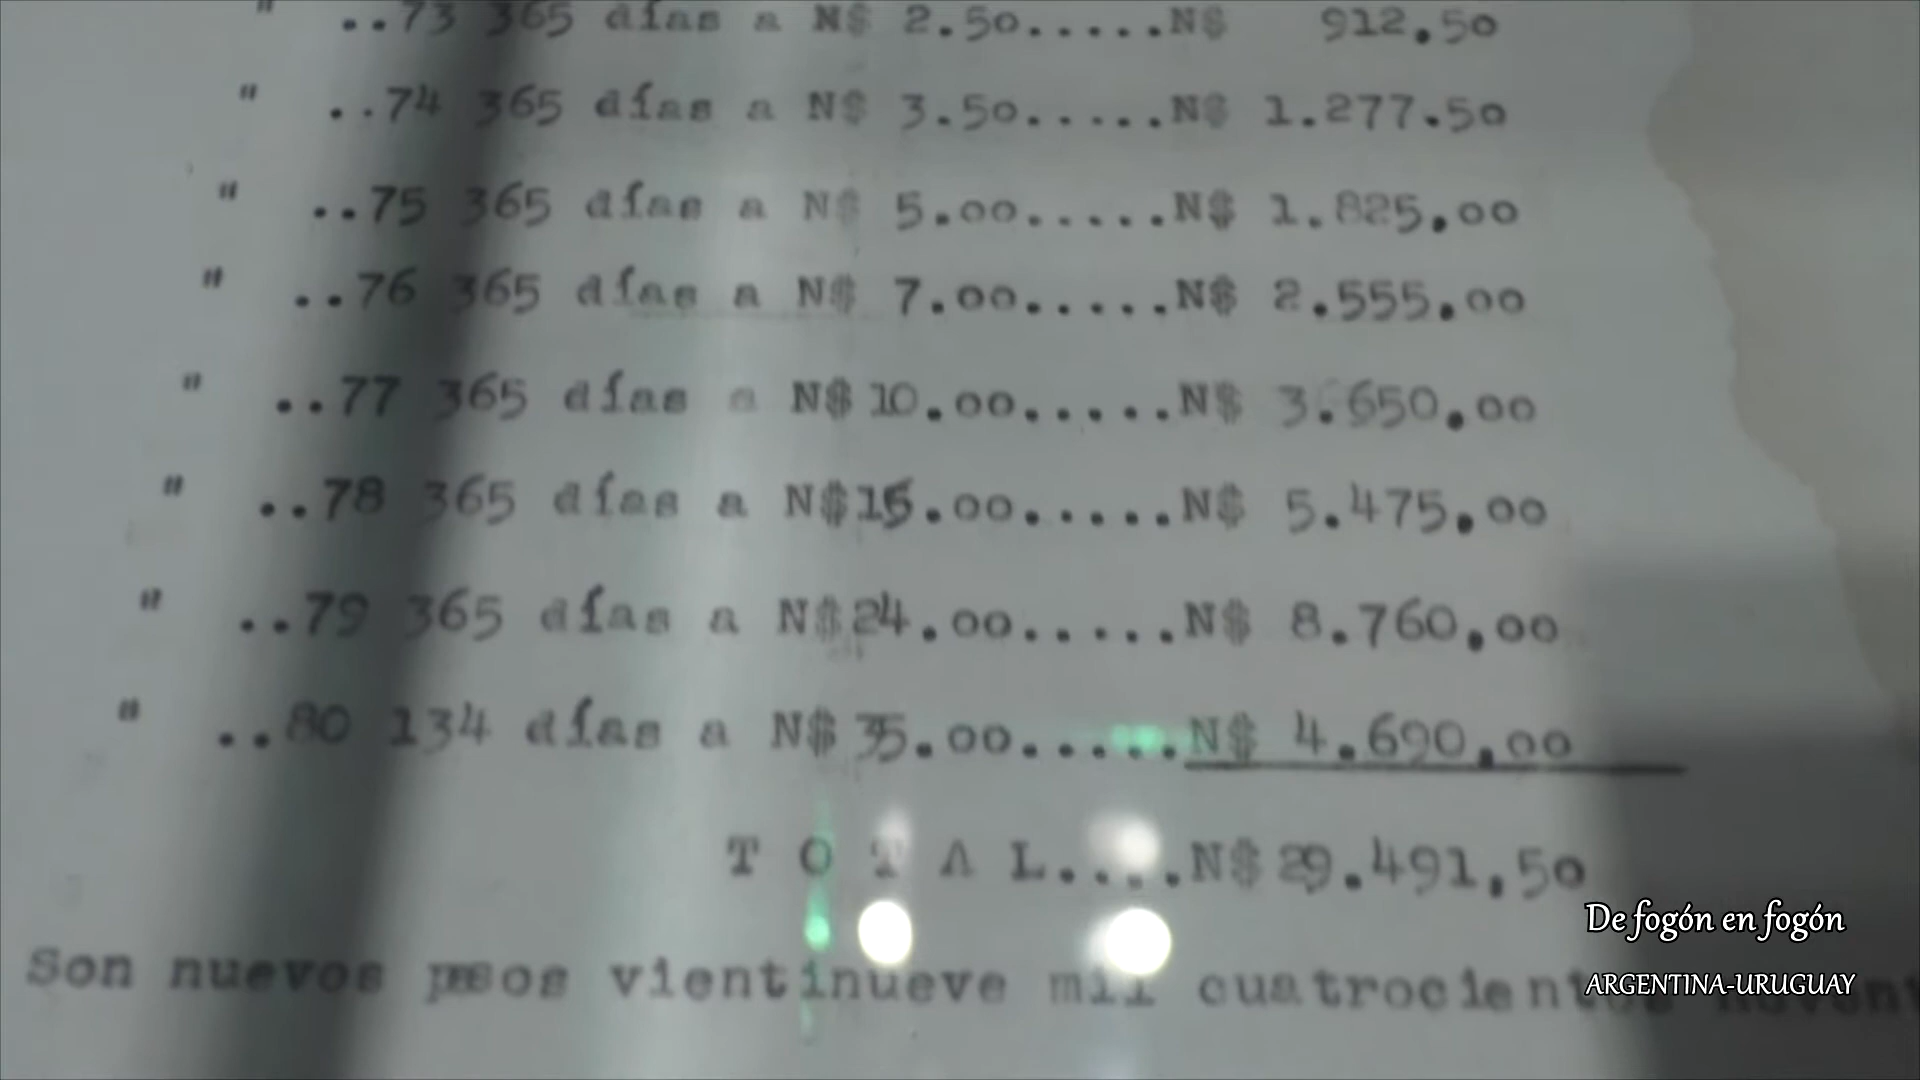 " ..73 365 días a N$ 2.50.....N$ 912.50
" ..74 365 días a N$ 3.50.....N$ 1.277.50
" ..75 365 días a N$ 5.00.....N$ 1.825,00
" ..76 365 días a N$ 7.00.....N$ 2.555,00
" ..77 365 días a N$ 10.00.....N$ 3.650,00
" ..78 365 días a N$15.00.....N$ 5.475,00
" ..79 365 días a N$24.00.....N$ 8.760,00
" ..80 134 días a N$35.00.....N$ 4.690,00
T O T A L....N$29.491,50
Son nuevos pesos vientinueve mil cuatrocientos
De fogón en fogón
ARGENTINA-URUGUAY